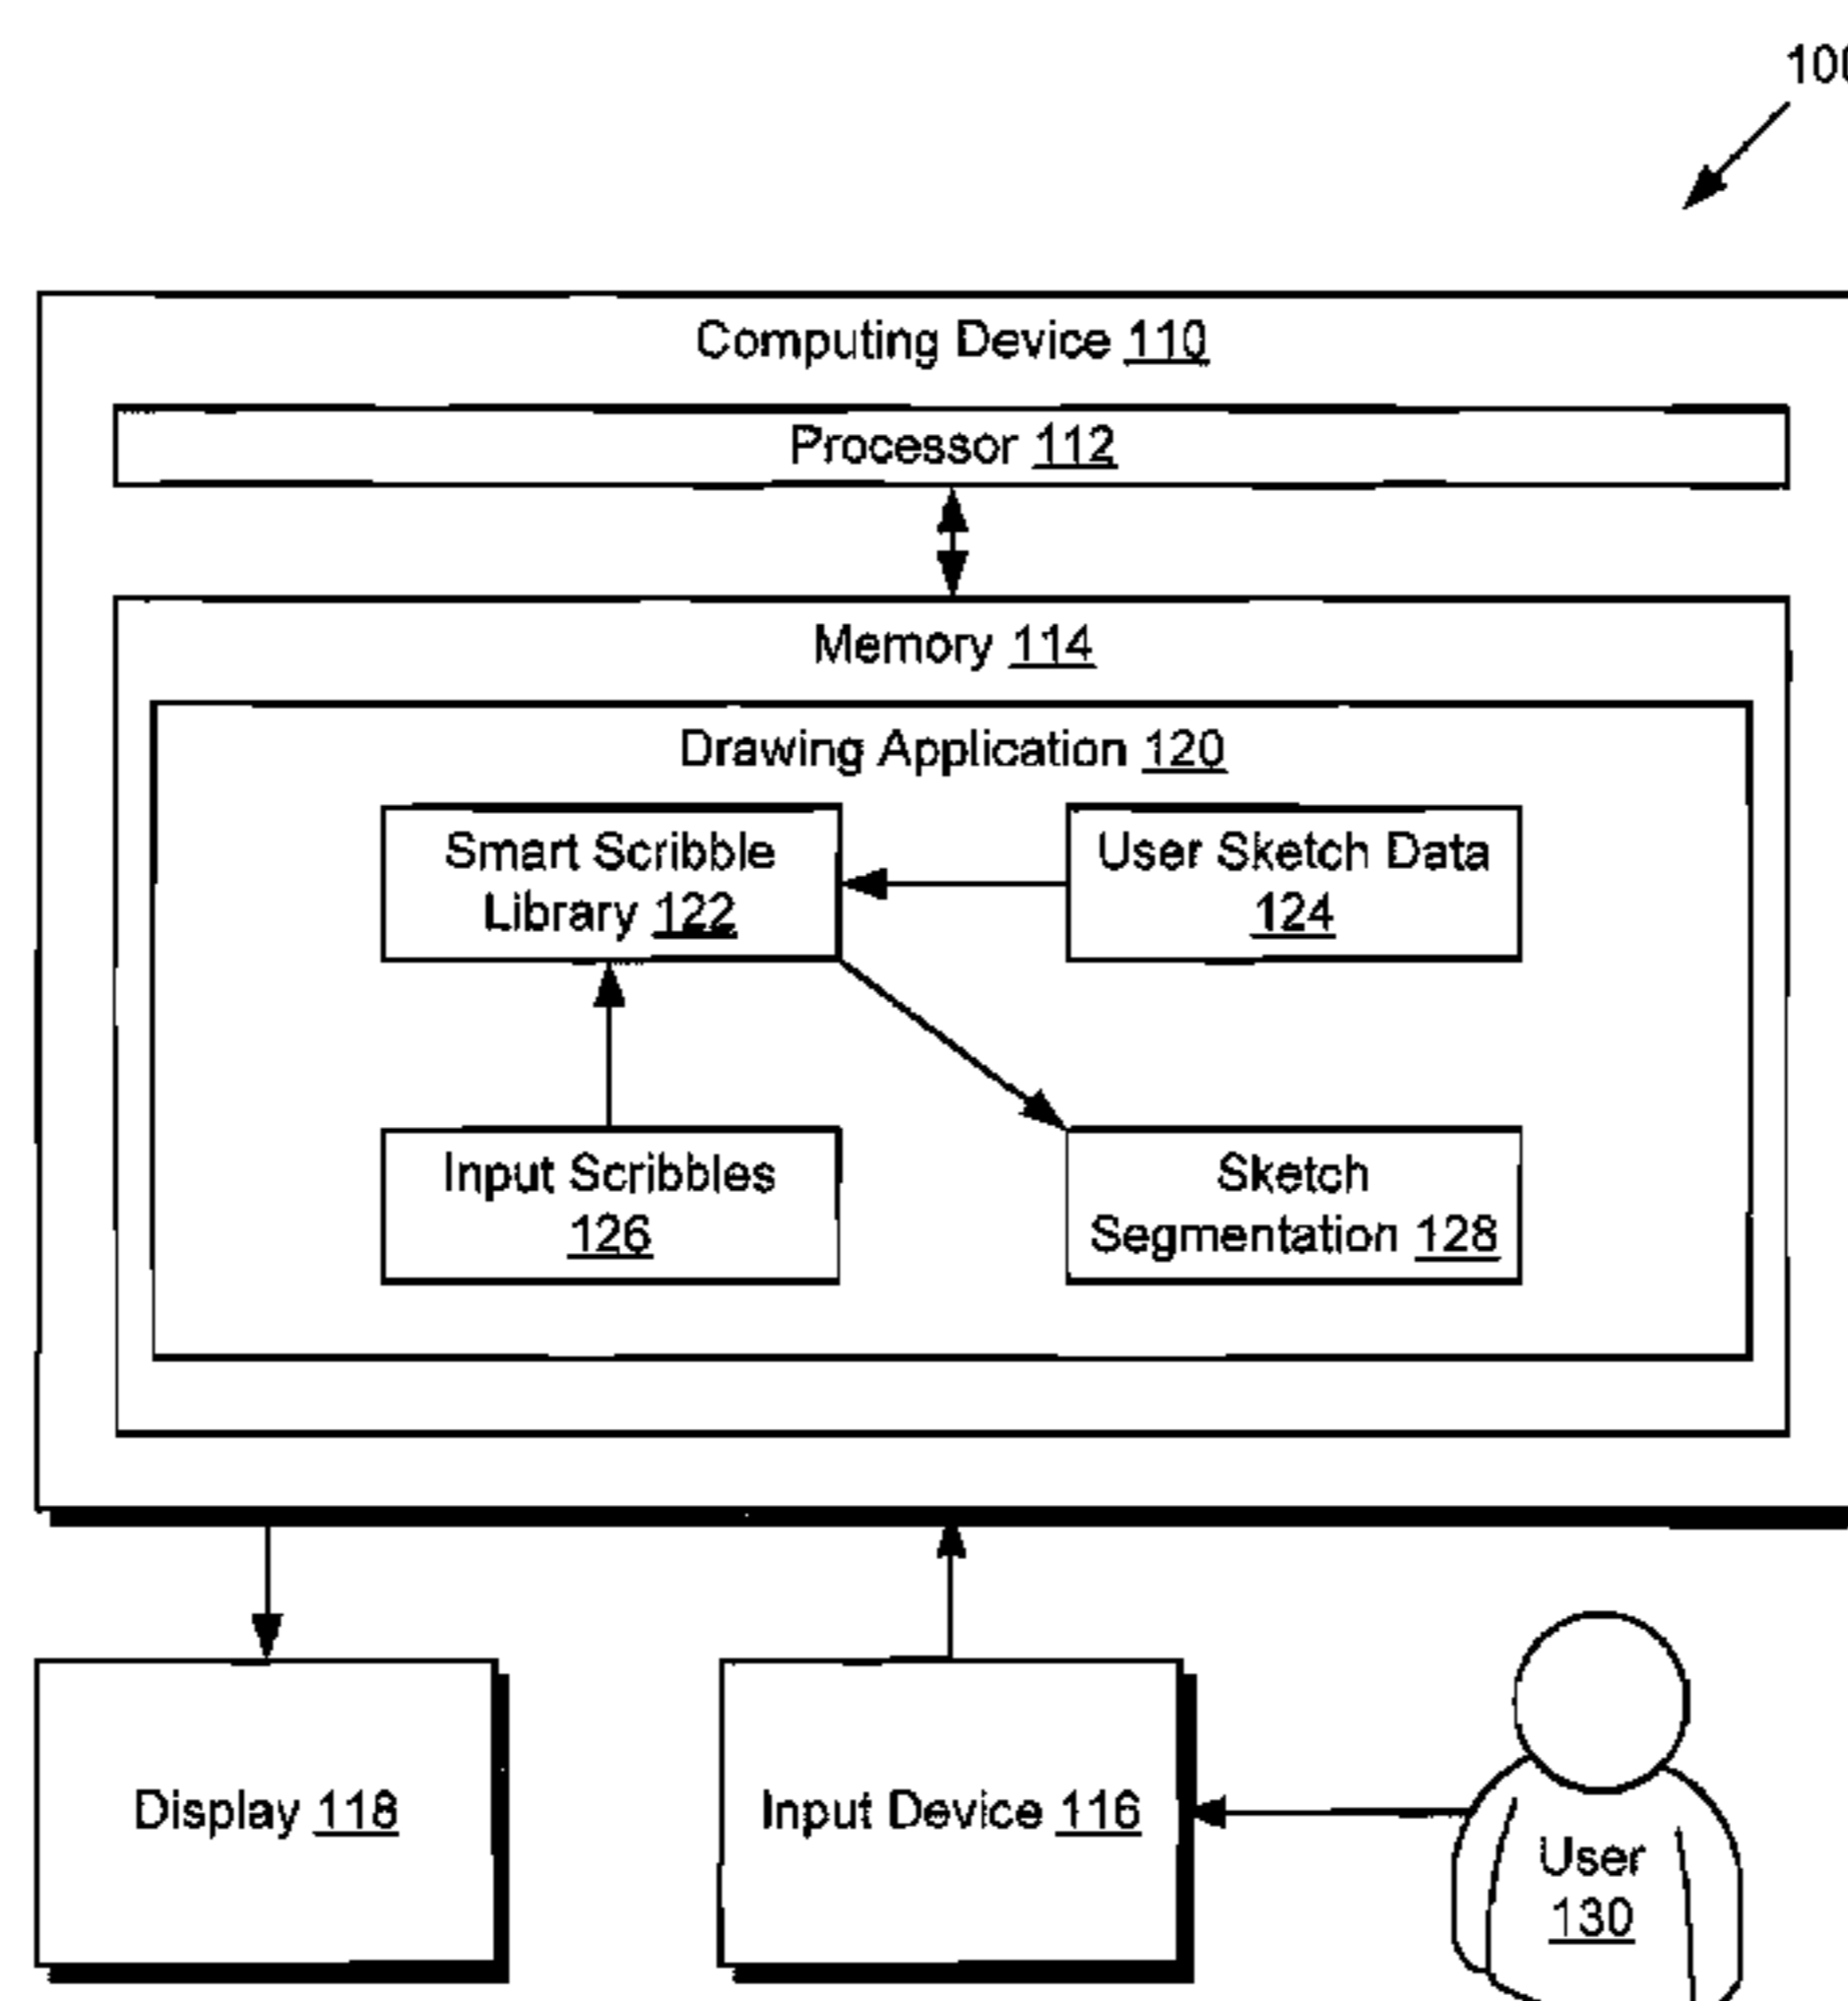 100
Computing Device 110
Processor 112
Memory 114
Drawing Application 120
Smart Scribble
Library 122
User Sketch Data
124
Input Scribbles
126
Sketch
Segmentation 128
Display 118
Input Device 116
User
130